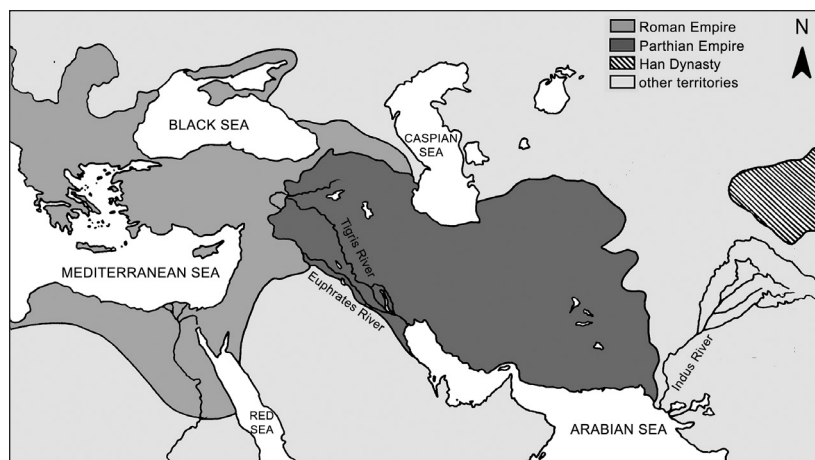 Roman Empire
Parthian Empire
Han Dynasty
other territories
N
BLACK SEA
CASPIAN
SEA
Tigris River
MEDITERRANEAN SEA
Euphrates River
Indus River
RED
SEA
ARABIAN SEA